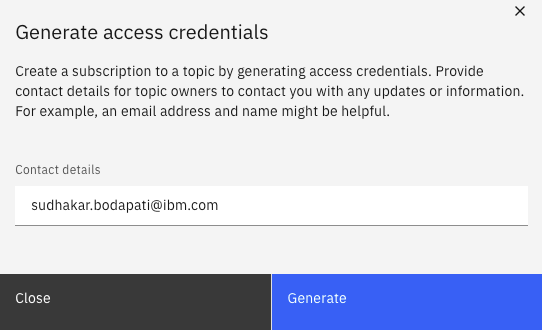 Generate access credentials
Create a subscription to a topic by generating access credentials. Provide
contact details for topic owners to contact you with any updates or information.
For example, an email address and name might be helpful.
Contact details
sudhakar.bodapati@ibm.com
Close
Generate